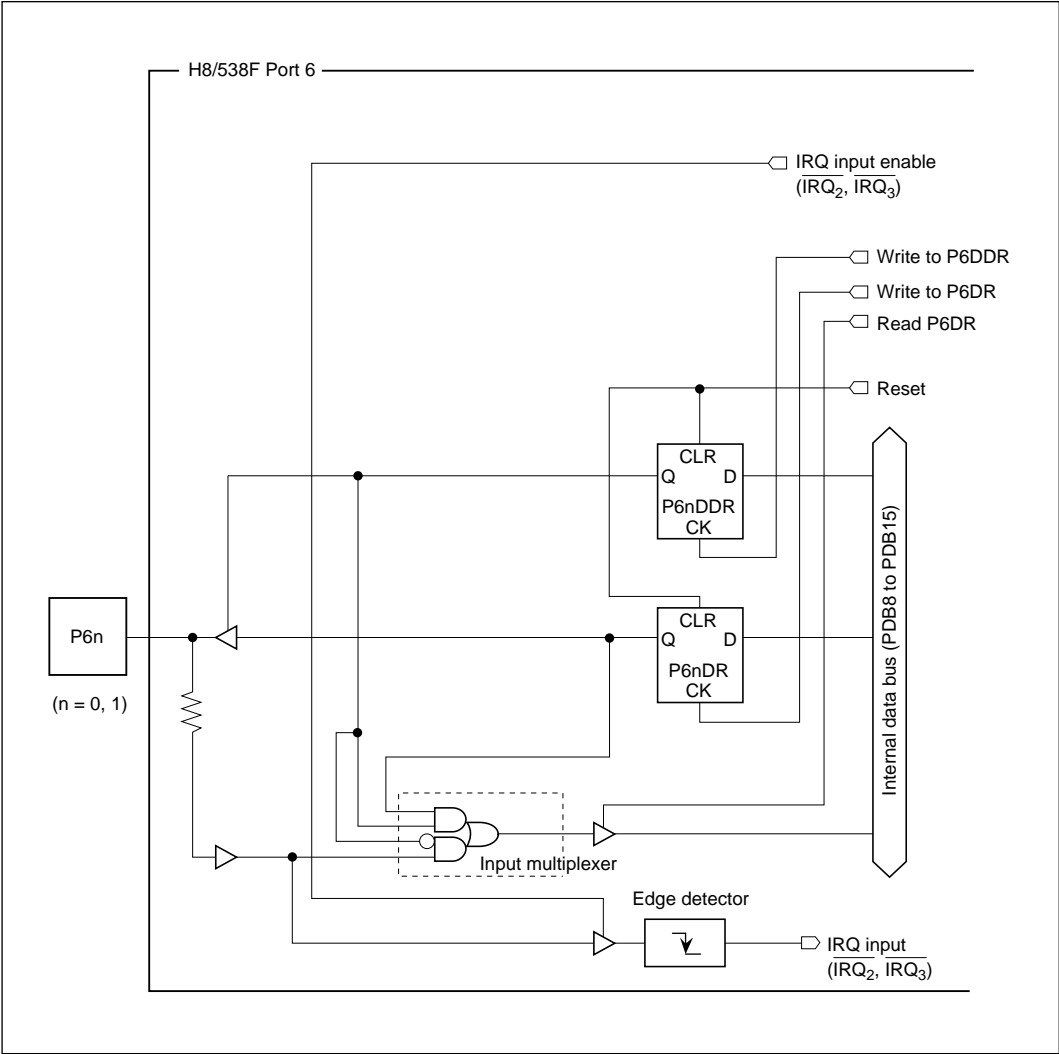 H8/538F Port 6
IRQ input enable
(IRQ2, IRQ3)
Write to P6DDR
Write to P6DR
Read P6DR
Reset
CLR
Q D
P6nDDR
CK
Internal data bus (PDB8 to PDB15)
P6n
(n = 0, 1)
CLR
Q D
P6nDR
CK
Input multiplexer
Edge detector
IRQ input
(IRQ2, IRQ3)